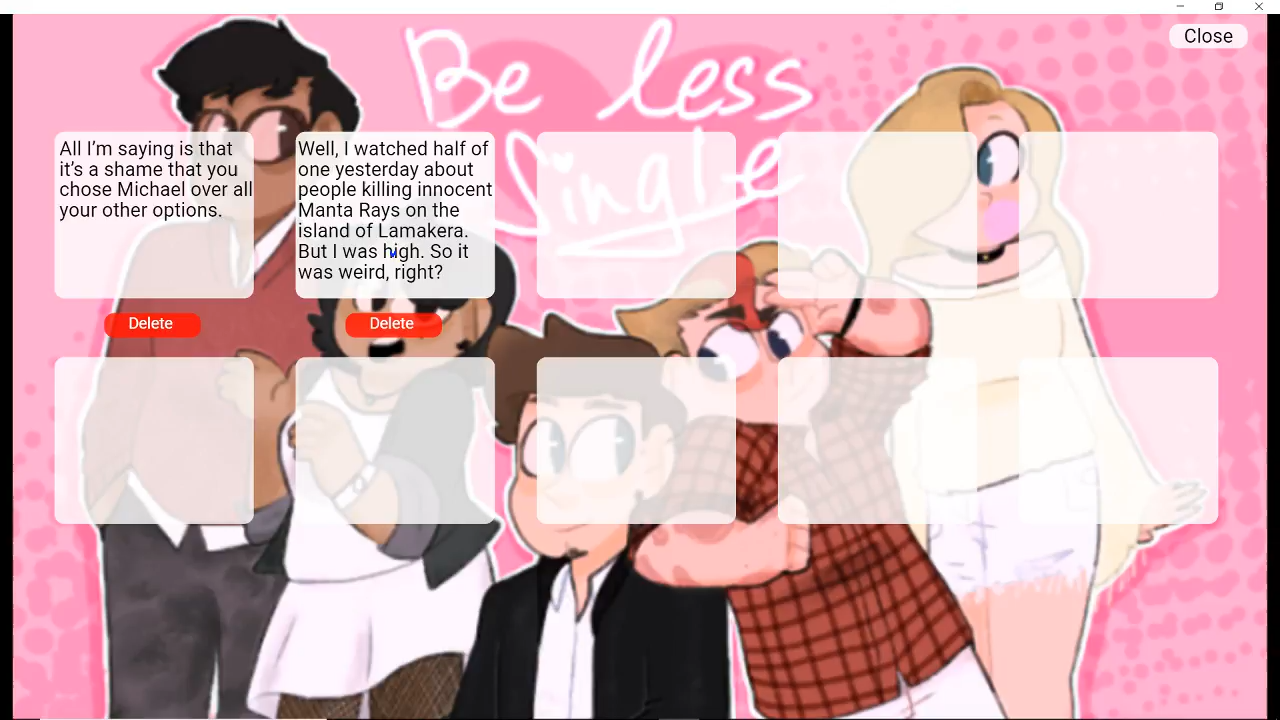 Close
Be less
Single
All I’m saying is that
it’s a shame that you
chose Michael over all
your other options.
Delete
Well, I watched half of
one yesterday about
people killing innocent
Manta Rays on the
island of Lamakera.
But I was high. So it
was weird, right?
Delete